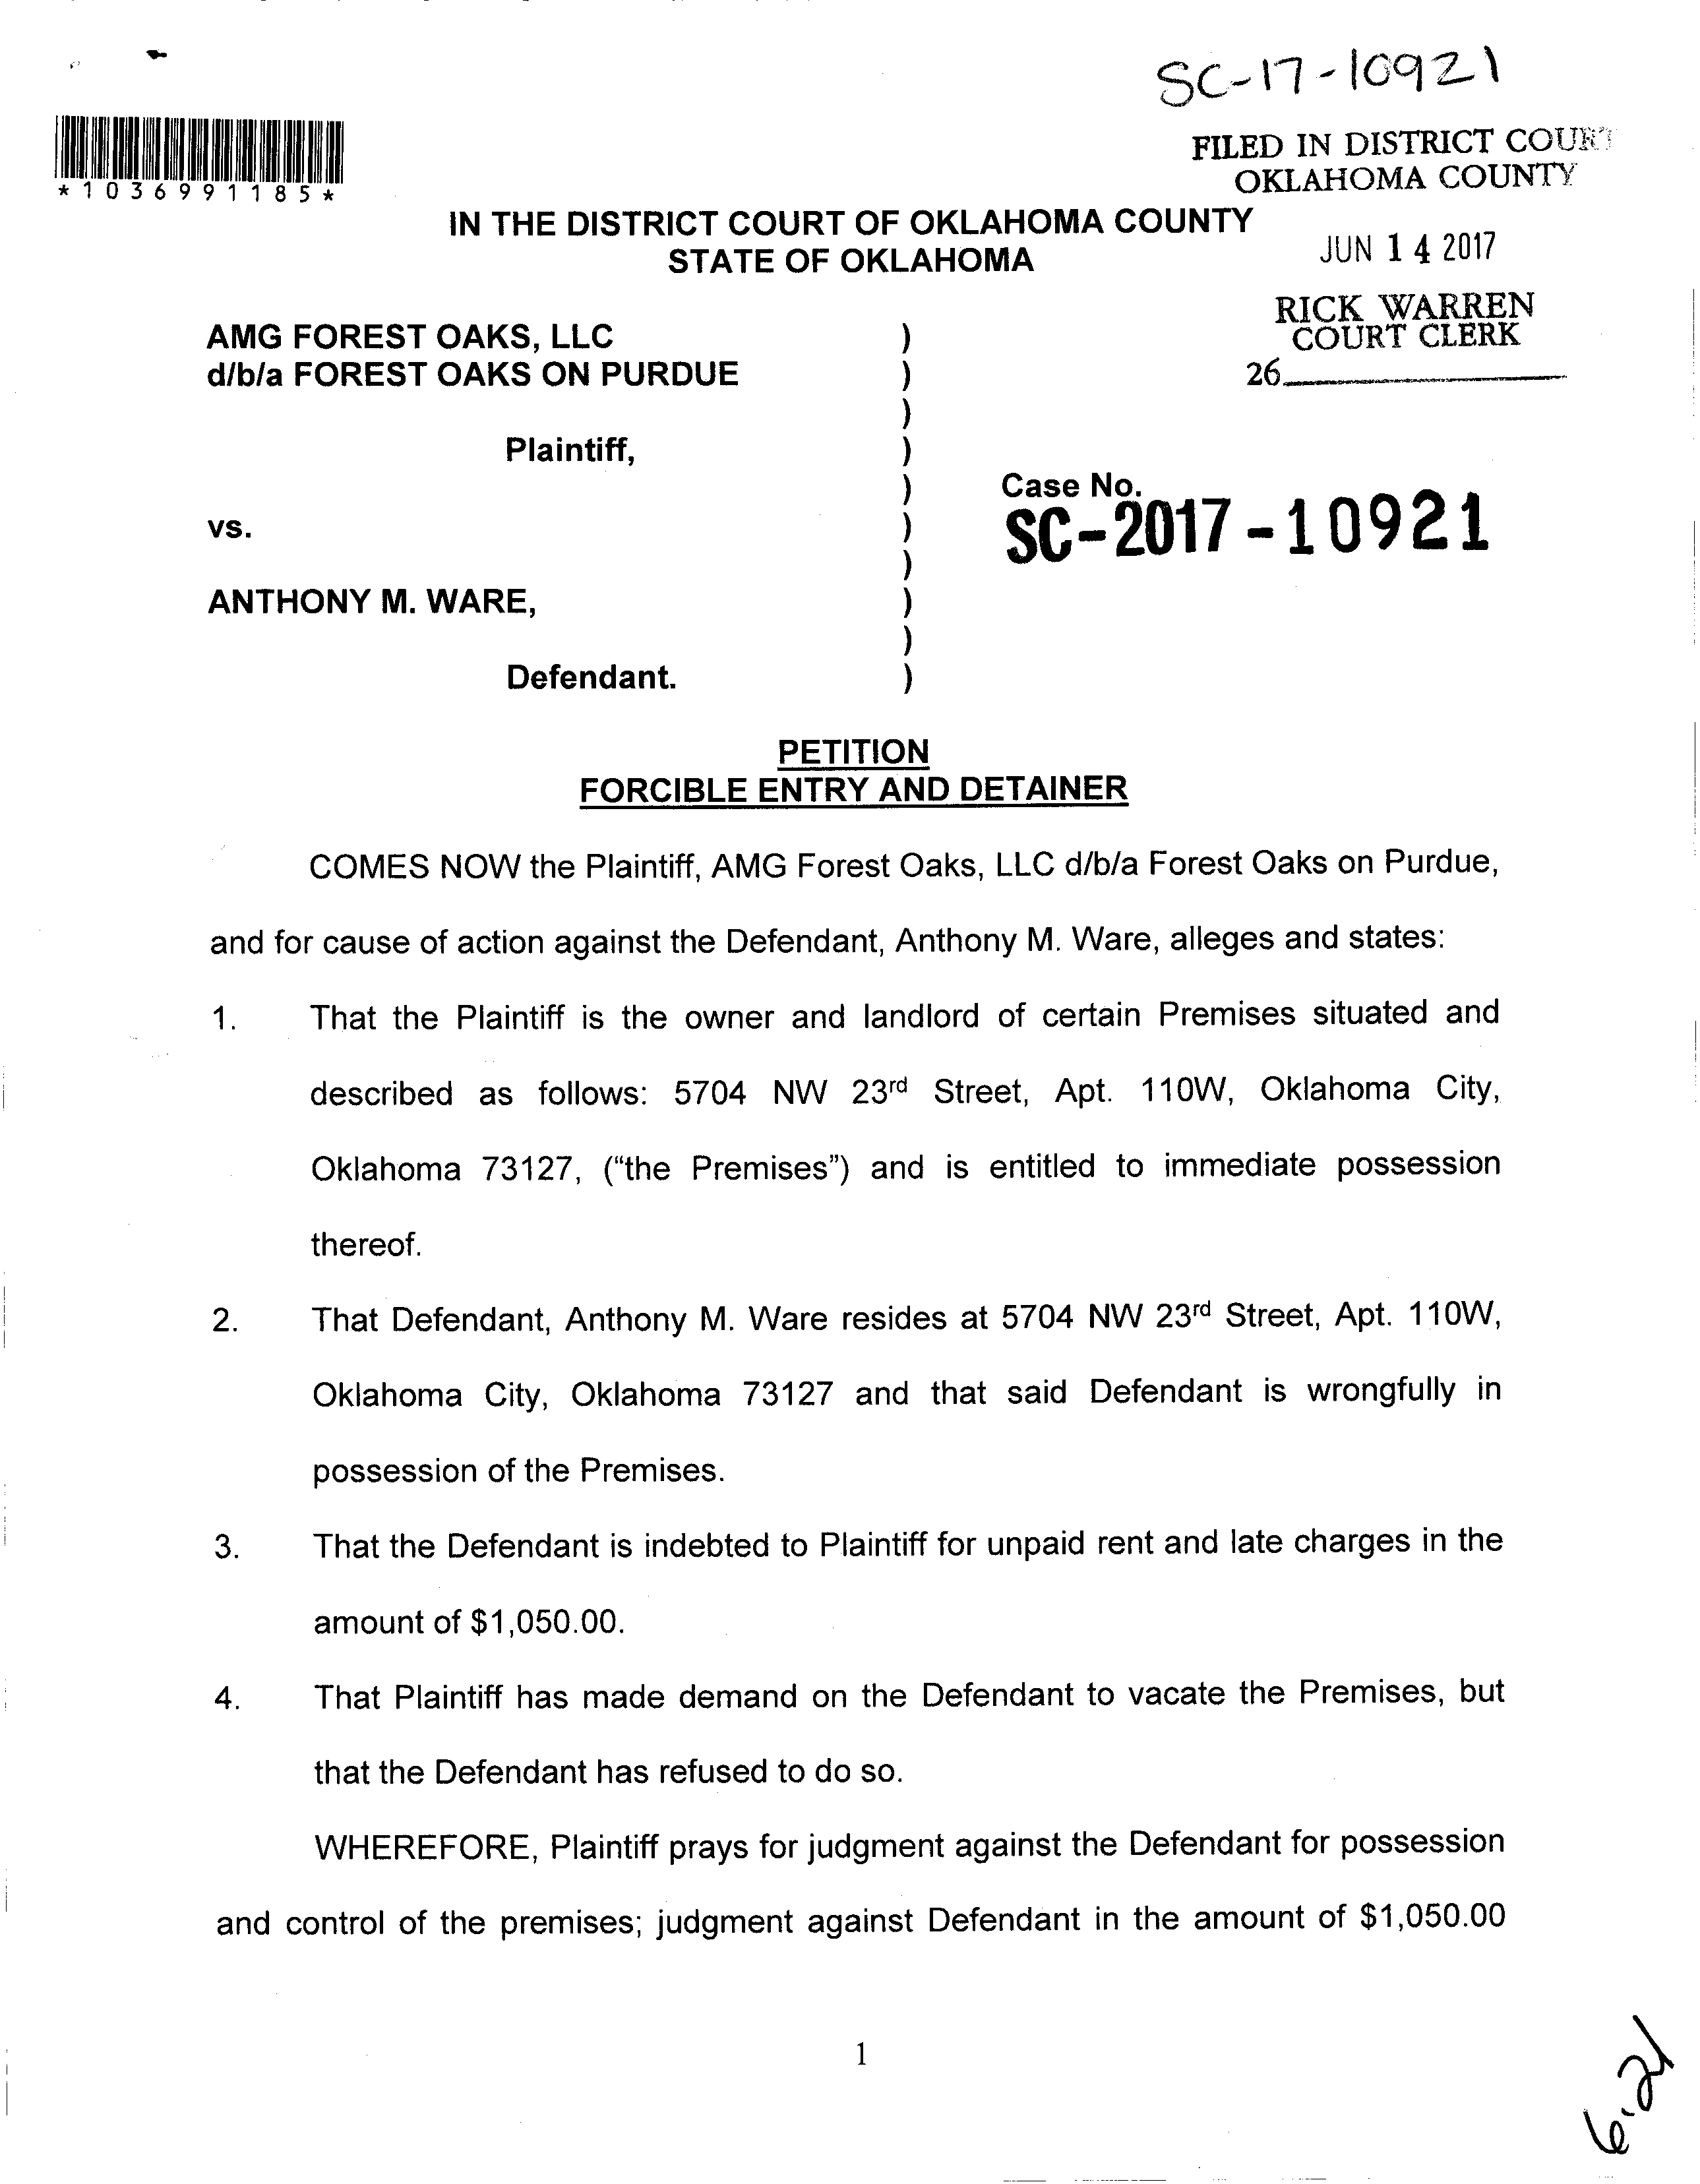 SC-17-10921
*1036991185*
FILED IN DISTRICT COURT
OKLAHOMA COUNTY
IN THE DISTRICT COURT OF OKLAHOMA COUNTY
STATE OF OKLAHOMA
JUN 14 2017
RICK WARREN
COURT CLERK
26
AMG FOREST OAKS, LLC )
d/b/a FOREST OAKS ON PURDUE )
)
Plaintiff, )
)
vs. )
)
ANTHONY M. WARE, )
)
Defendant. )
Case No.
SC-2017-10921
PETITION
FORCIBLE ENTRY AND DETAINER
COMES NOW the Plaintiff, AMG Forest Oaks, LLC d/b/a Forest Oaks on Purdue,
and for cause of action against the Defendant, Anthony M. Ware, alleges and states:
1. That the Plaintiff is the owner and landlord of certain Premises situated and
described as follows: 5704 NW 23rd Street, Apt. 110W, Oklahoma City,
Oklahoma 73127, (“the Premises”) and is entitled to immediate possession
thereof.
2. That Defendant, Anthony M. Ware resides at 5704 NW 23rd Street, Apt. 110W,
Oklahoma City, Oklahoma 73127 and that said Defendant is wrongfully in
possession of the Premises.
3. That the Defendant is indebted to Plaintiff for unpaid rent and late charges in the
amount of $1,050.00.
4. That Plaintiff has made demand on the Defendant to vacate the Premises, but
that the Defendant has refused to do so.
WHEREFORE, Plaintiff prays for judgment against the Defendant for possession
and control of the premises; judgment against Defendant in the amount of $1,050.00
1
6-21